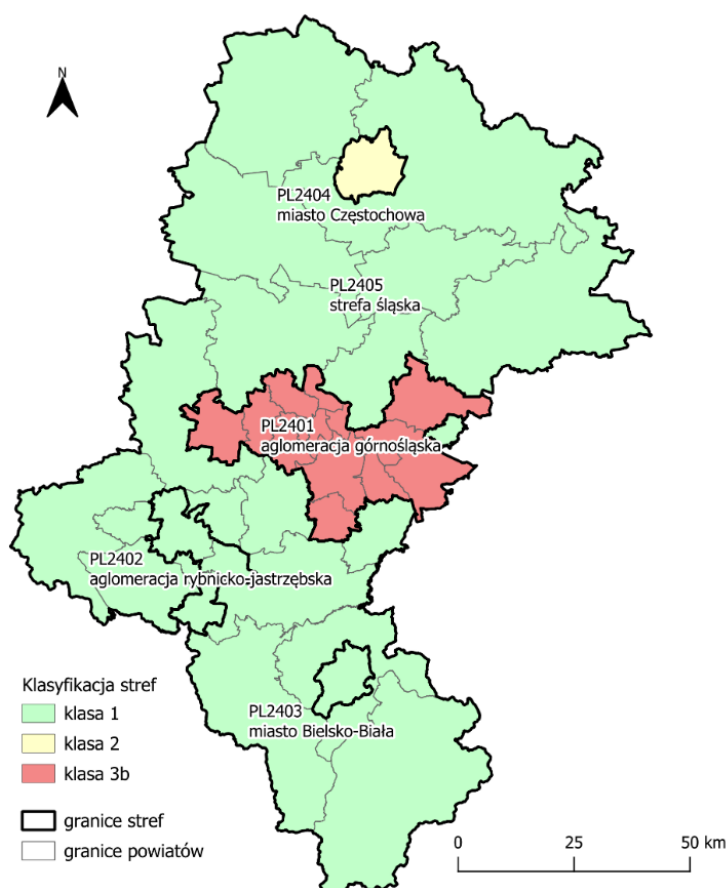 N
PL2404
miasto Częstochowa
PL2405
strefa śląska
PL2401
aglomeracja górnośląska
PL2402
aglomeracja rybnicko-jastrzębska
PL2403
miasto Bielsko-Biała
Klasyfikacja stref
klasa 1
klasa 2
klasa 3b
granice stref
granice powiatów
0 25 50 km